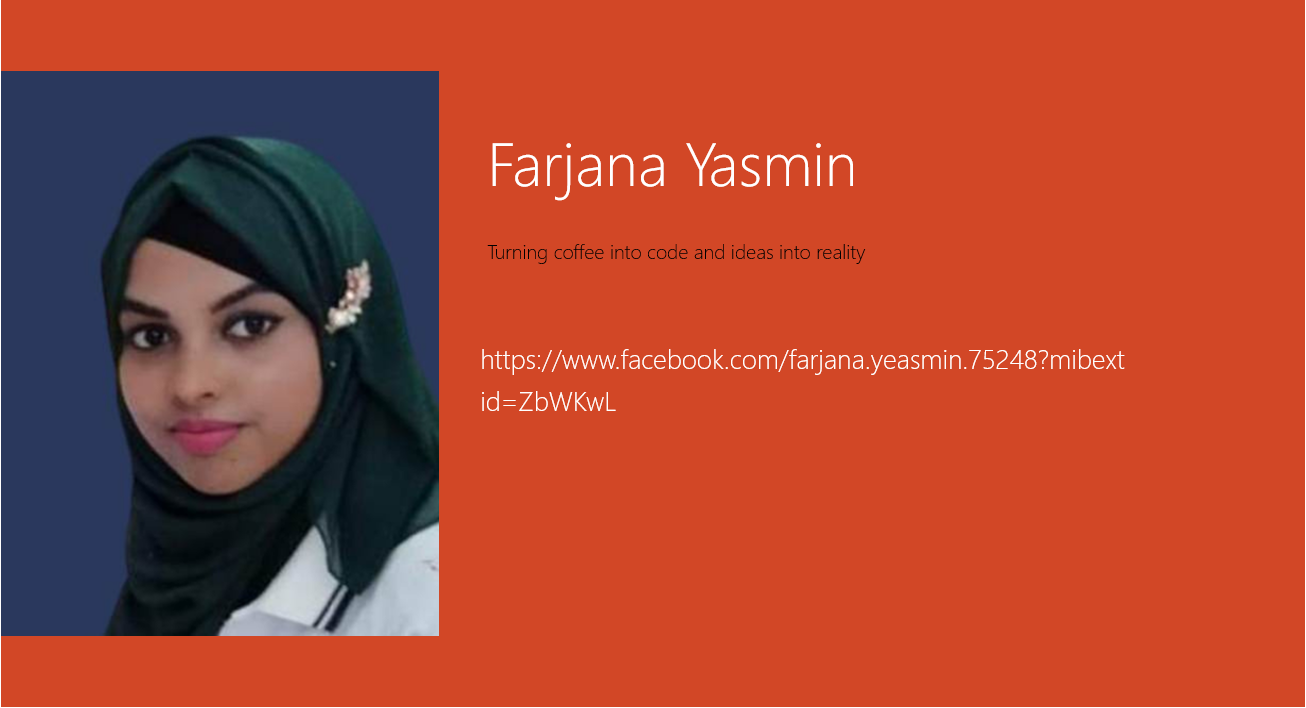 Farjana Yasmin
Turning coffee into code and ideas into reality
https://www.facebook.com/farjana.yeasmin.75248?mibext
id=ZbWKwL